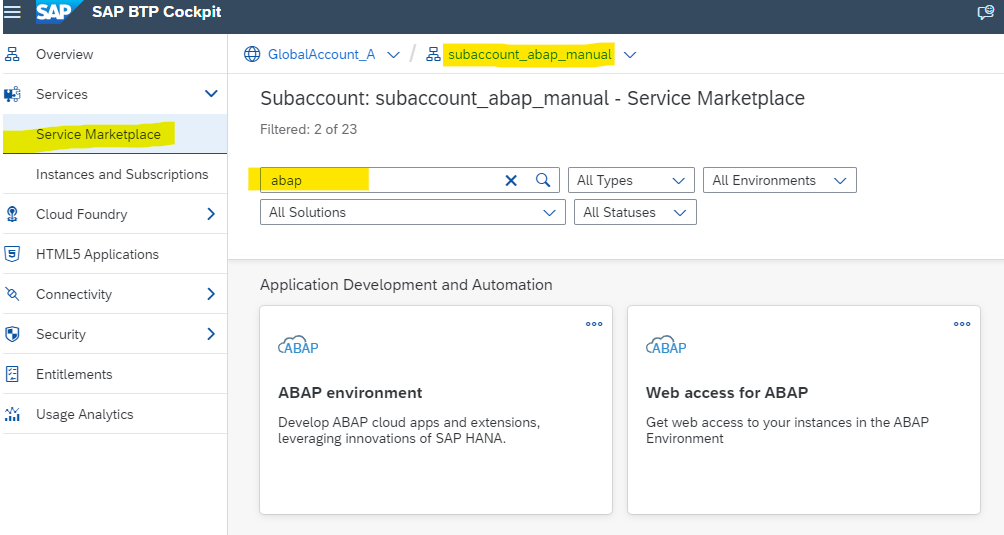 SAP SAP BTP Cockpit
Overview
Services
Service Marketplace
Instances and Subscriptions
Cloud Foundry
HTML5 Applications
Connectivity
Security
Entitlements
Usage Analytics
GlobalAccount_A / subaccount_abap_manual
Subaccount: subaccount_abap_manual - Service Marketplace
Filtered: 2 of 23
abap All Types All Environments
All Solutions All Statuses
Application Development and Automation
ABAP
ABAP environment
Develop ABAP cloud apps and extensions,
leveraging innovations of SAP HANA.
ABAP
Web access for ABAP
Get web access to your instances in the ABAP
Environment